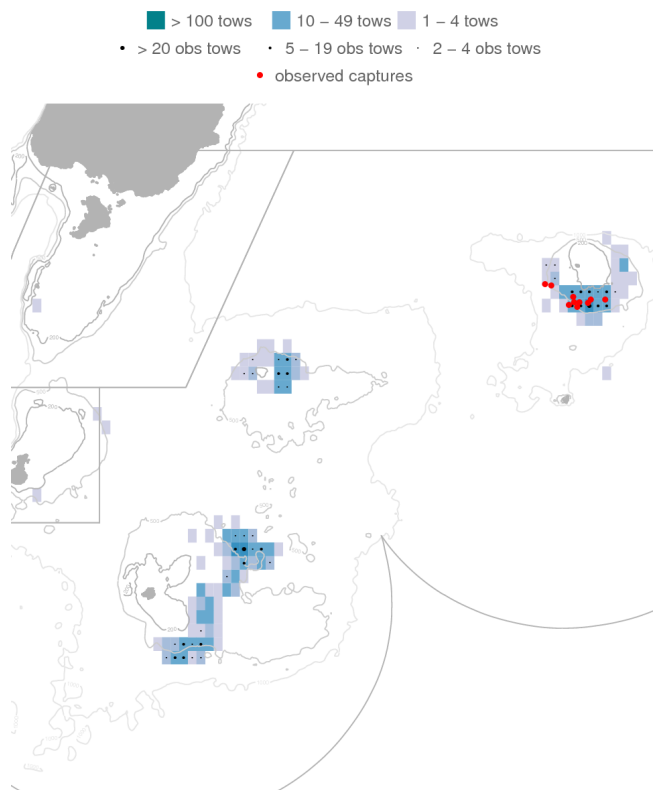 > 100 tows 10 – 49 tows 1 – 4 tows
> 20 obs tows 5 – 19 obs tows 2 – 4 obs tows
observed captures